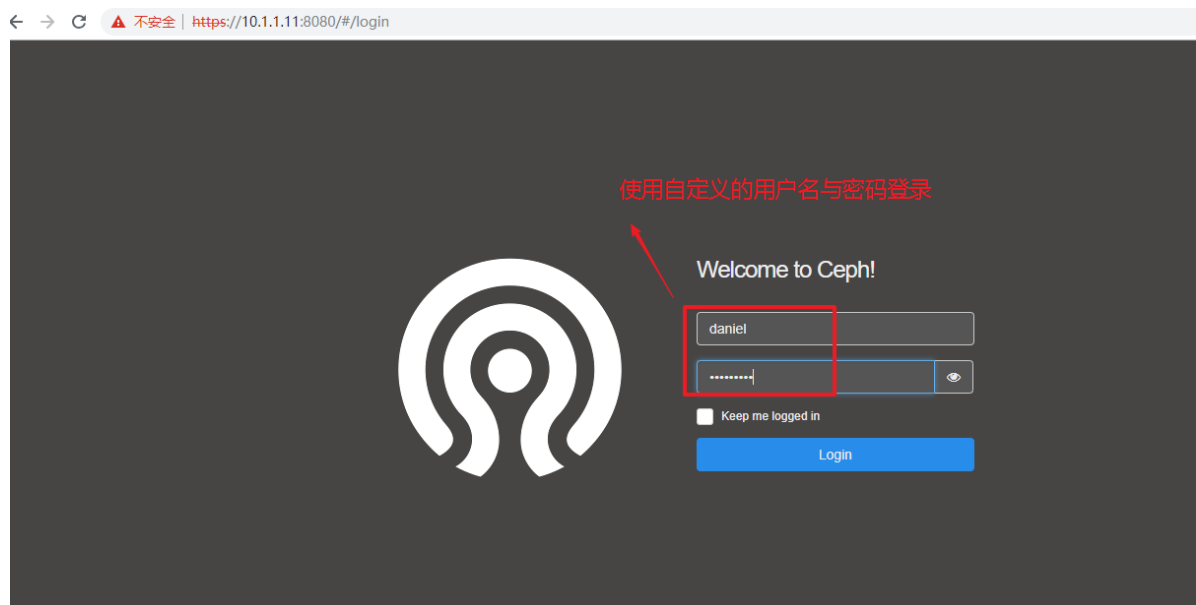 不安全 | https://10.1.1.11:8080/#/login
使用自定义的用户名与密码登录
Welcome to Ceph!
daniel
•••••••••
Keep me logged in
Login